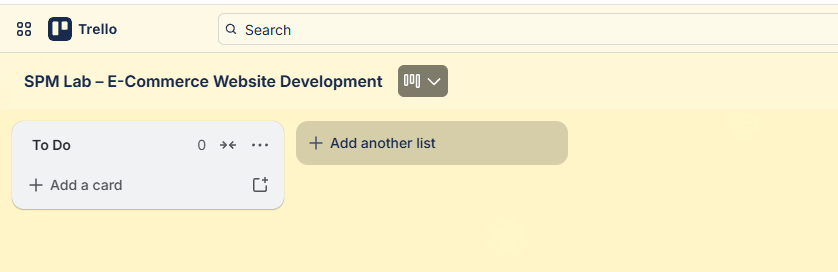 Trello
Search
SPM Lab – E-Commerce Website Development
To Do 0
Add a card
Add another list